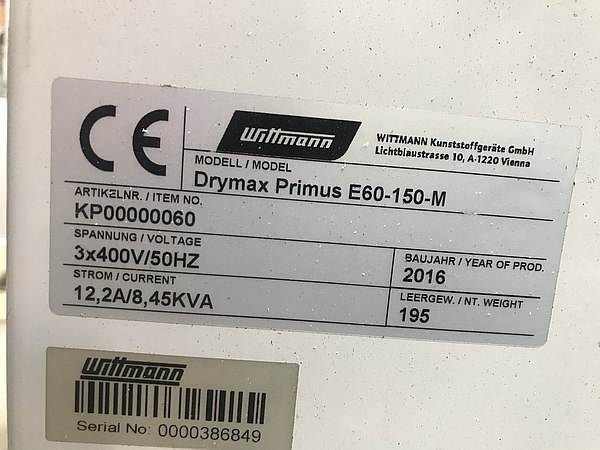 CE
Wittmann
WITTMANN Kunststoffgeräte GmbH
Lichtblaustrasse 10, A-1220 Vienna
MODELL / MODEL
Drymax Primus E60-150-M
ARTIKELNR. / ITEM NO.
KP00000060
SPANNUNG / VOLTAGE
3x400V/50HZ
BAUJAHR / YEAR OF PROD.
2016
STROM / CURRENT
12,2A/8,45KVA
LEERGEW. / NT. WEIGHT
195
Wittmann
Serial No: 0000386849